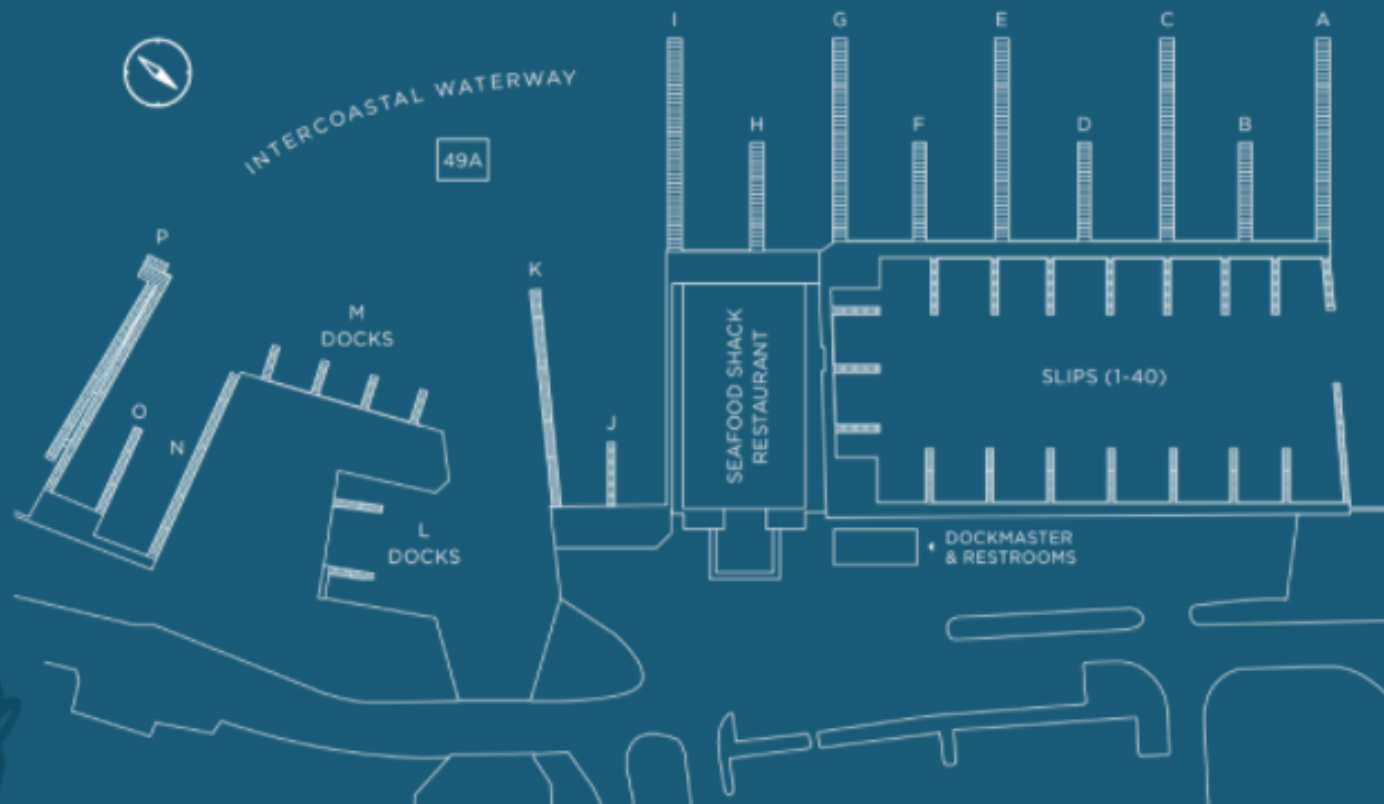 I
G
E
C
A
INTERCOASTAL WATERWAY
H
F
D
B
49A
P
K
M
DOCKS
SEAFOOD SHACK
RESTAURANT
SLIPS (1-40)
O
N
J
L
DOCKS
DOCKMASTER
& RESTROOMS